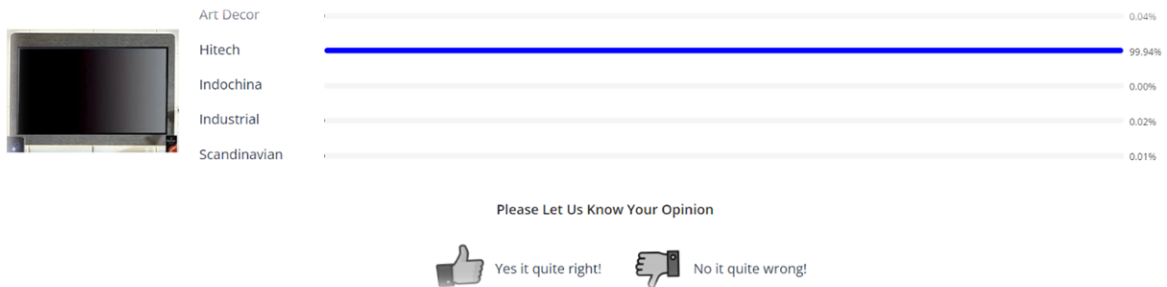 Art Decor 0.04%
Hitech 99.94%
Indochina 0.00%
Industrial 0.02%
Scandinavian 0.01%
Please Let Us Know Your Opinion
Yes it quite right! No it quite wrong!